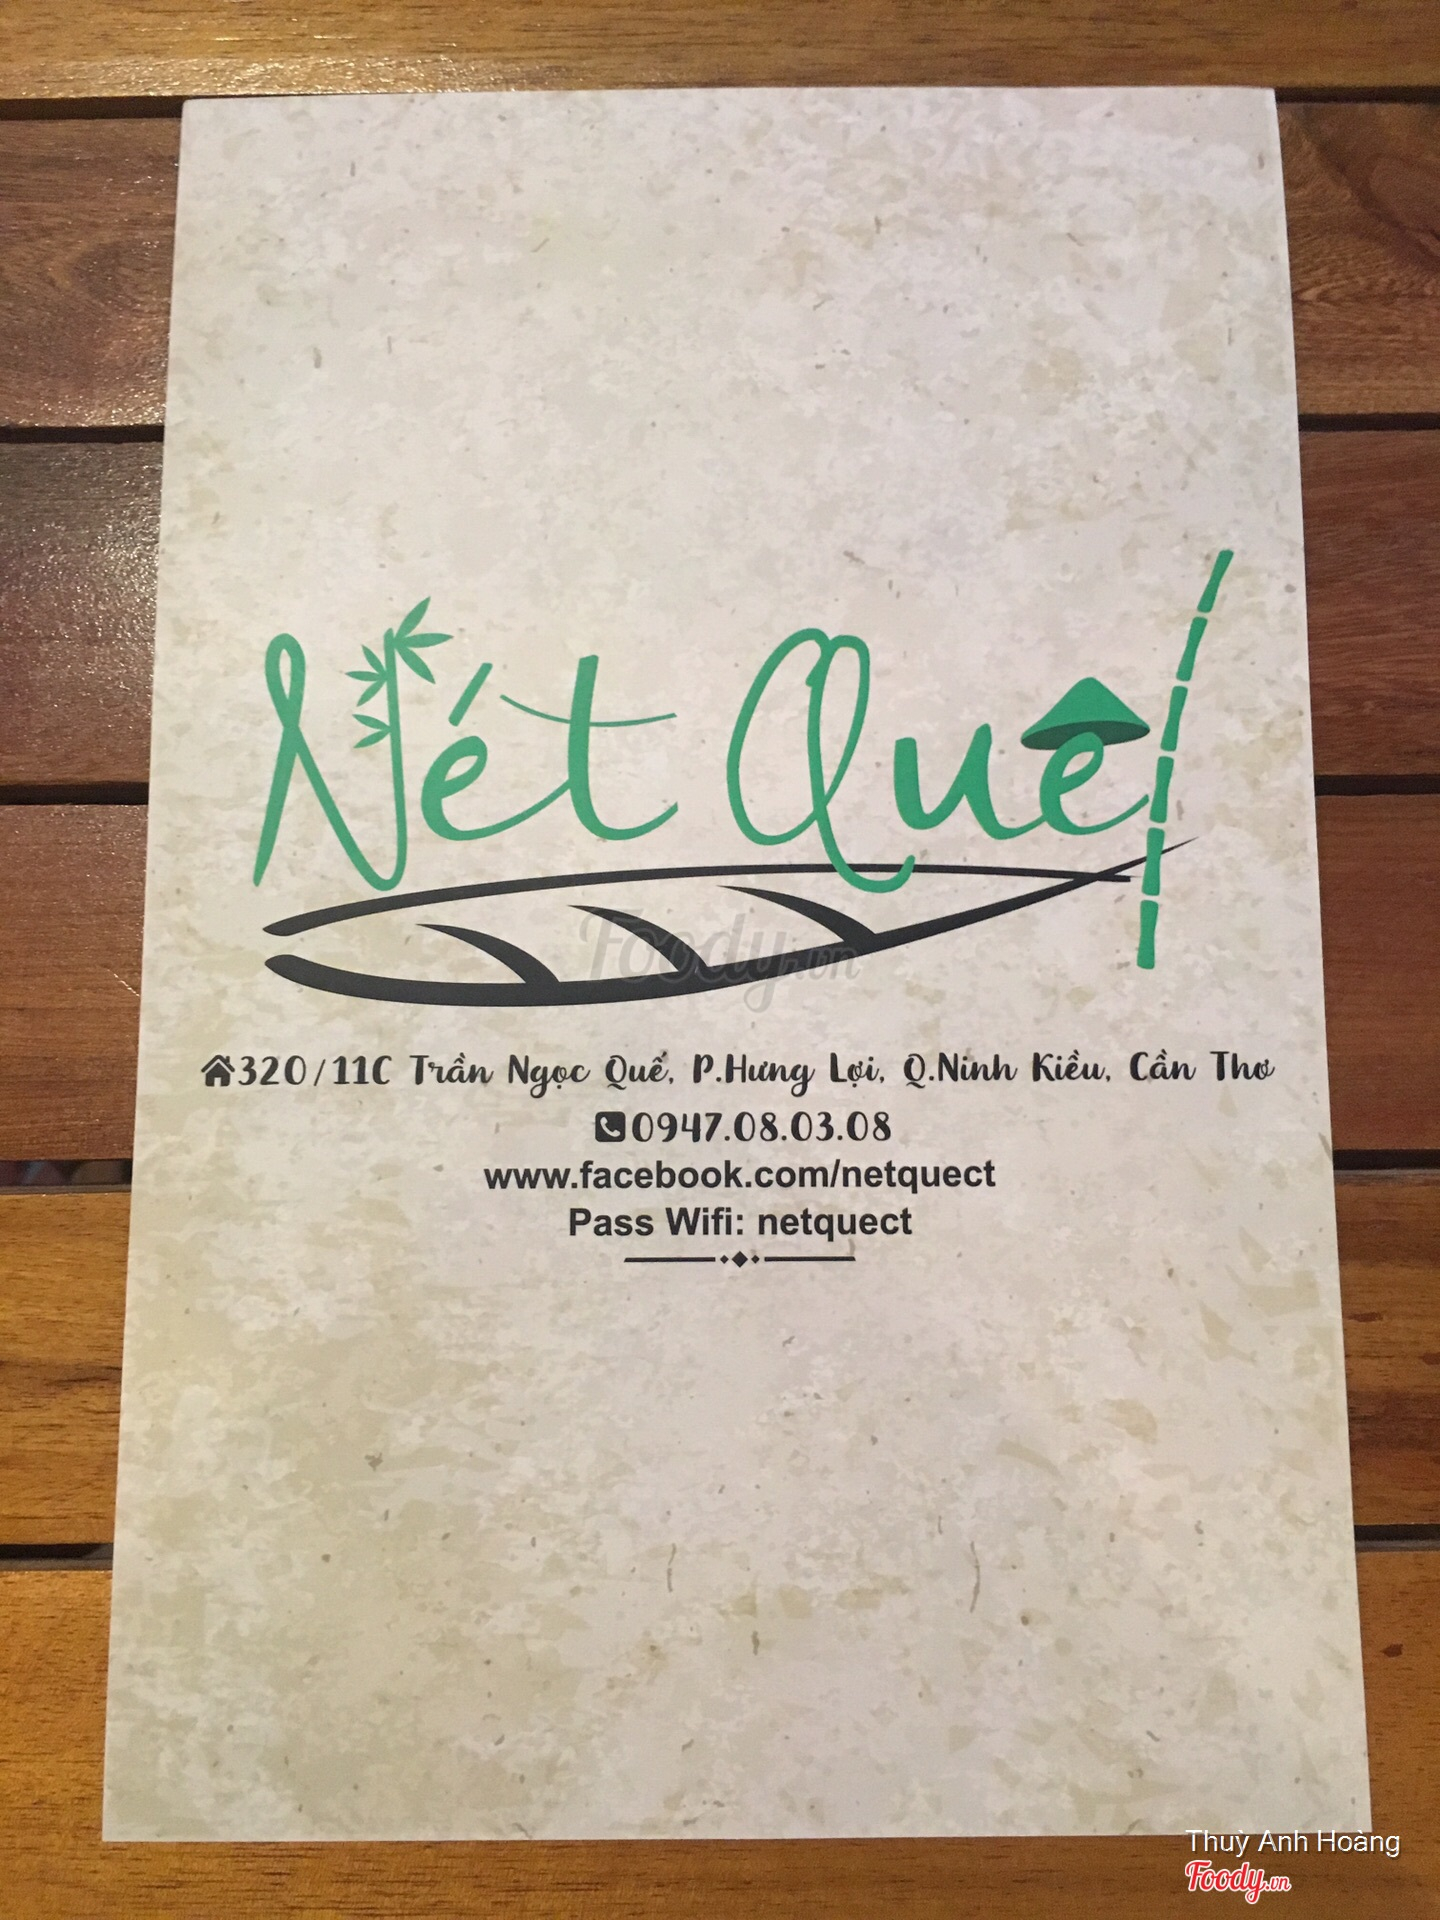 Nét Quê
Foody.vn
320/11C Trần Ngọc Quế, P.Hưng Lợi, Q.Ninh Kiều, Cần Thơ
0947.08.03.08
www.facebook.com/netquect
Pass Wifi: netquect
Thuỳ Anh Hoàng
Foody.vn